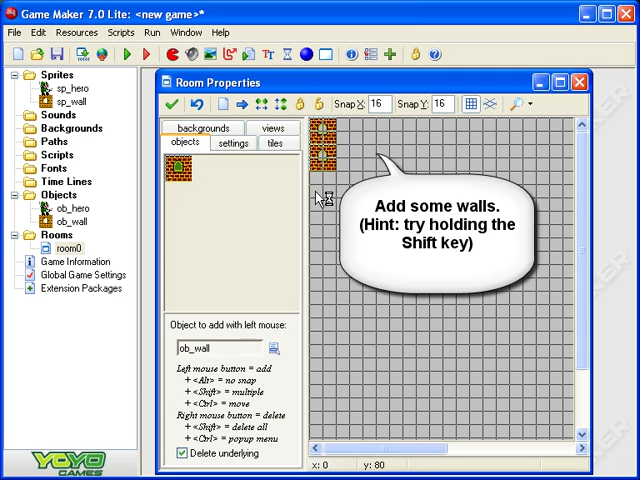 Game Maker 7.0 Lite: <new game>*
File Edit Resources Scripts Run Window Help
Sprites
sp_hero
sp_wall
Sounds
Backgrounds
Paths
Scripts
Fonts
Time Lines
Objects
ob_hero
ob_wall
Rooms
room0
Game Information
Global Game Settings
Extension Packages
YOYO
GAMES
Room Properties
Snap X: 16 Snap Y: 16
backgrounds views
objects settings tiles
Object to add with left mouse:
ob_wall
Left mouse button = add
+ <Alt> = no snap
+ <Shift> = multiple
+ <Ctrl> = move
Right mouse button = delete
+ <Shift> = delete all
+ <Ctrl> = popup menu
Delete underlying
Add some walls.
(Hint: try holding the
Shift key)
x: 0 y: 80